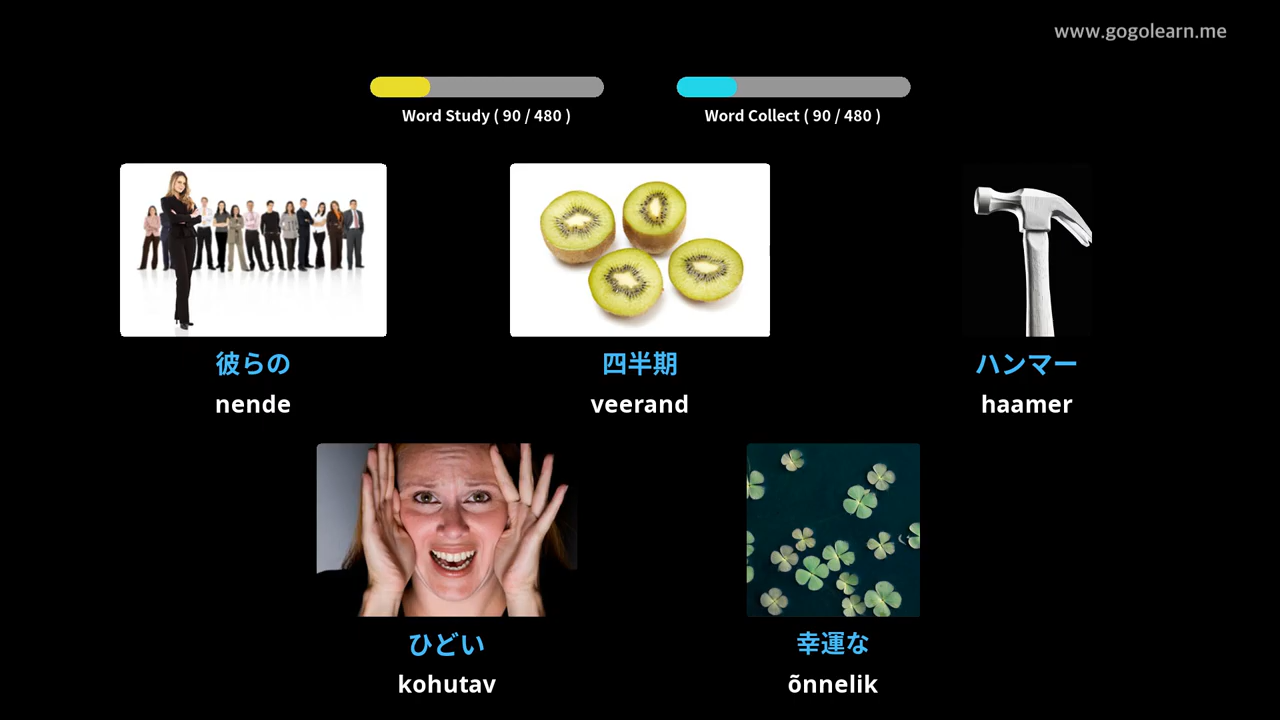 www.gogolearn.me
Word Study ( 90 / 480 )
Word Collect ( 90 / 480 )
彼らの
nende
四半期
veerand
ハンマー
haamer
ひどい
kohutav
幸運な
õnnelik